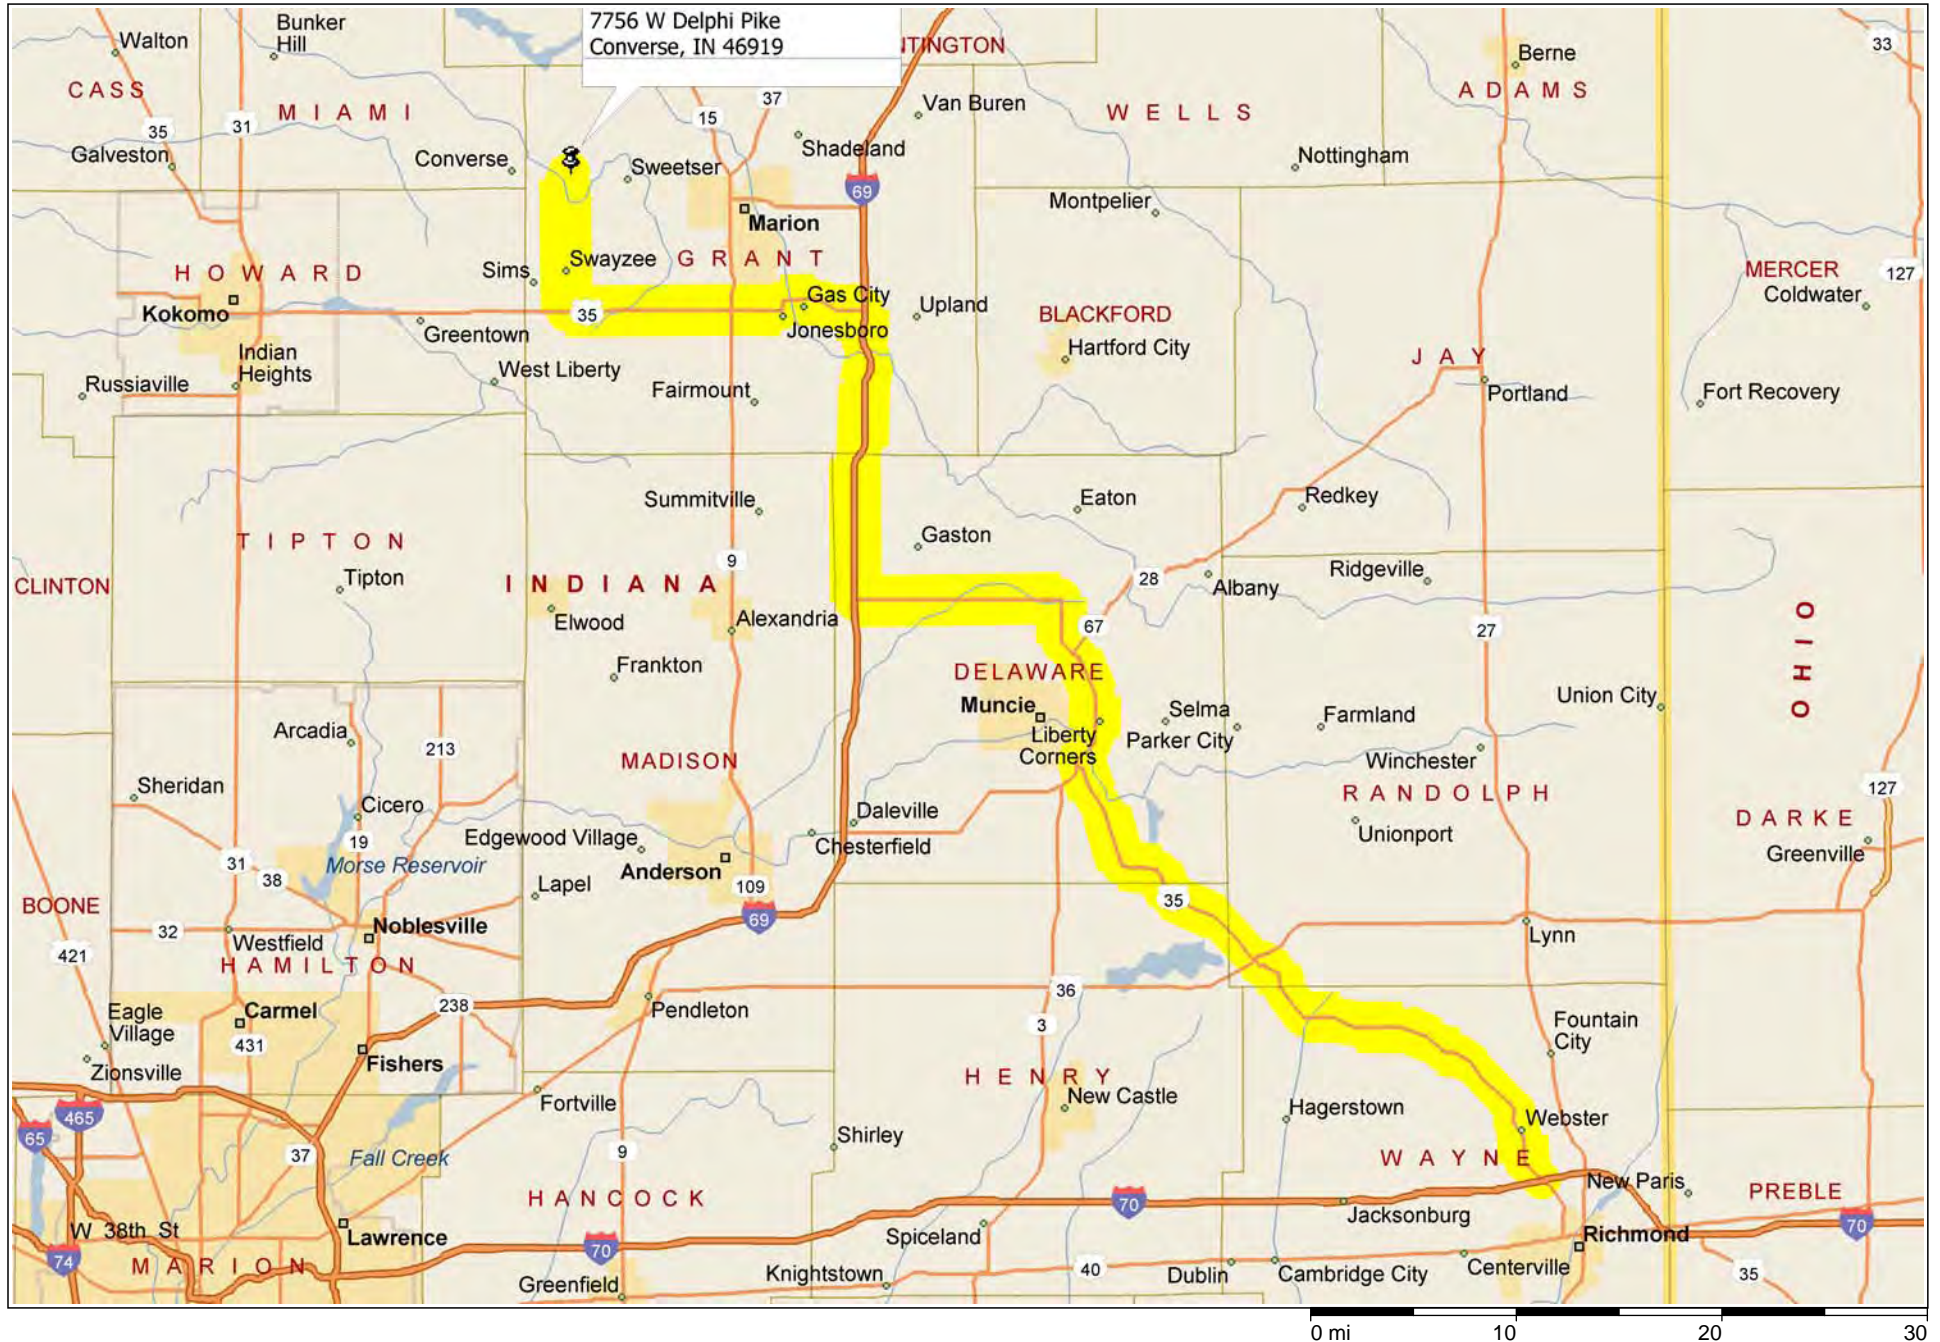 7756 W Delphi Pike
Converse, IN 46919
NTINGTON
Walton
Bunker
Hill
CASS
MIAMI
35
31
Galveston
Converse
15
37
Sweetser
Shadeland
Van Buren
WELLS
Berne
ADAMS
33
Nottingham
69
Marion
Montpelier
HOWARD
Sims
Swayzee
GRANT
MERCER
127
Coldwater
Kokomo
35
Gas City
Jonesboro
Upland
BLACKFORD
Hartford City
Greentown
Indian
Heights
Russiaville
West Liberty
Fairmount
JAY
Portland
Fort Recovery
Summitville
Eaton
Redkey
Gaston
TIPTON
9
CLINTON
Tipton
INDIANA
28
Albany
Ridgeville
Elwood
Alexandria
67
27
OHIO
Frankton
DELAWARE
Muncie
Liberty
Corners
Selma
Parker City
Farmland
Union City
Arcadia
213
MADISON
Winchester
Sheridan
Cicero
19
RANDOLPH
127
Daleville
Unionport
DARKE
Greenville
Edgewood Village
Chesterfield
31
38
Morse Reservoir
Anderson
109
Lapel
35
BOONE
32
Westfield
Noblesville
69
Lynn
421
HAMILTON
36
Eagle
Village
Carmel
238
Pendleton
3
Fountain
City
431
Zionsville
Fishers
HENRY
New Castle
Fortville
Hagerstown
Webster
465
65
Shirley
37
Fall Creek
9
WAYNE
New Paris
HANCOCK
70
PREBLE
Jacksonburg
70
W 38th St
Lawrence
Spiceland
Richmond
74
MARION
70
Greenfield
Knightstown
40
Dublin
Cambridge City
Centerville
35
0 mi
10
20
30